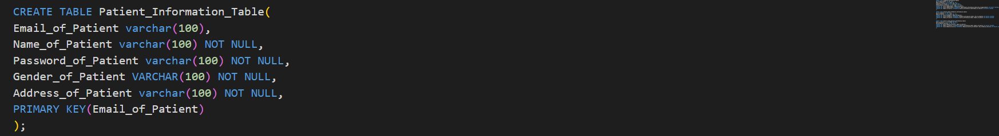 CREATE TABLE Patient_Information_Table(
Email_of_Patient varchar(100),
Name_of_Patient varchar(100) NOT NULL,
Password_of_Patient varchar(100) NOT NULL,
Gender_of_Patient VARCHAR(100) NOT NULL,
Address_of_Patient varchar(100) NOT NULL,
PRIMARY KEY(Email_of_Patient)
);